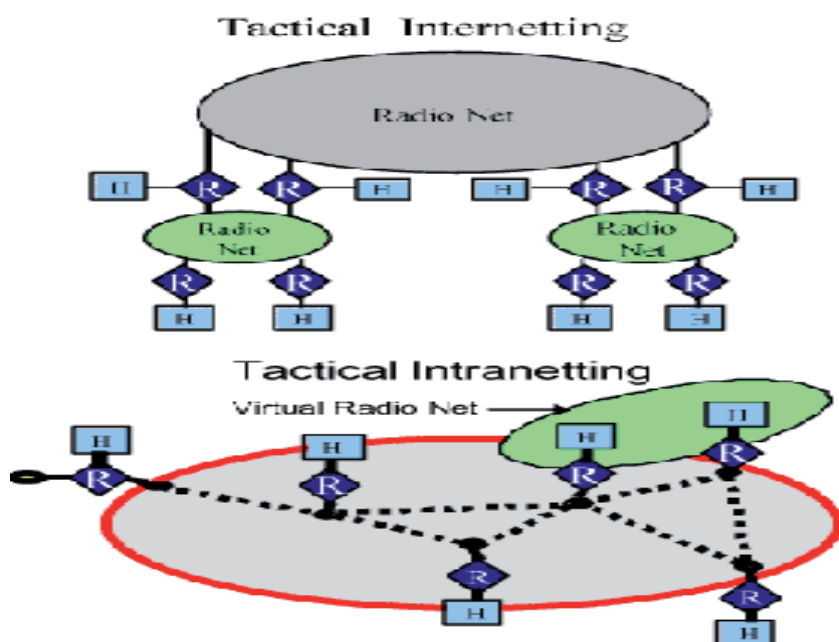 Tactical Internetting
Radio Net
H R R H H R R H
Radio
Net
Radio
Net
R R R R
H H H H
Tactical Intranetting
Virtual Radio Net
H H H H
R R R R
R R
H H